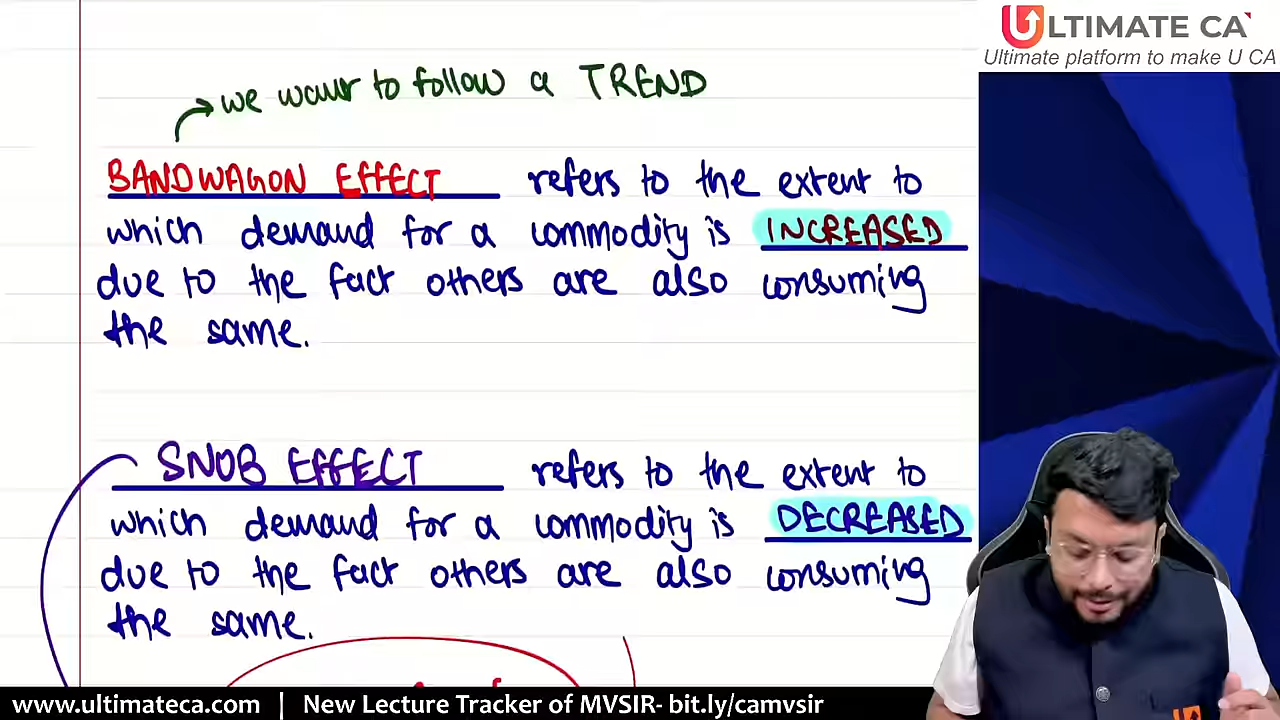 ULTIMATE CA
Ultimate platform to make U CA
we want to follow a TREND
BANDWAGON EFFECT refers to the extent to
which demand for a commodity is INCREASED
due to the fact others are also consuming
the same.
SNOB EFFECT refers to the extent to
which demand for a commodity is DECREASED
due to the fact others are also consuming
the same.
www.ultimateca.com | New Lecture Tracker of MVSIR- bit.ly/camvsir